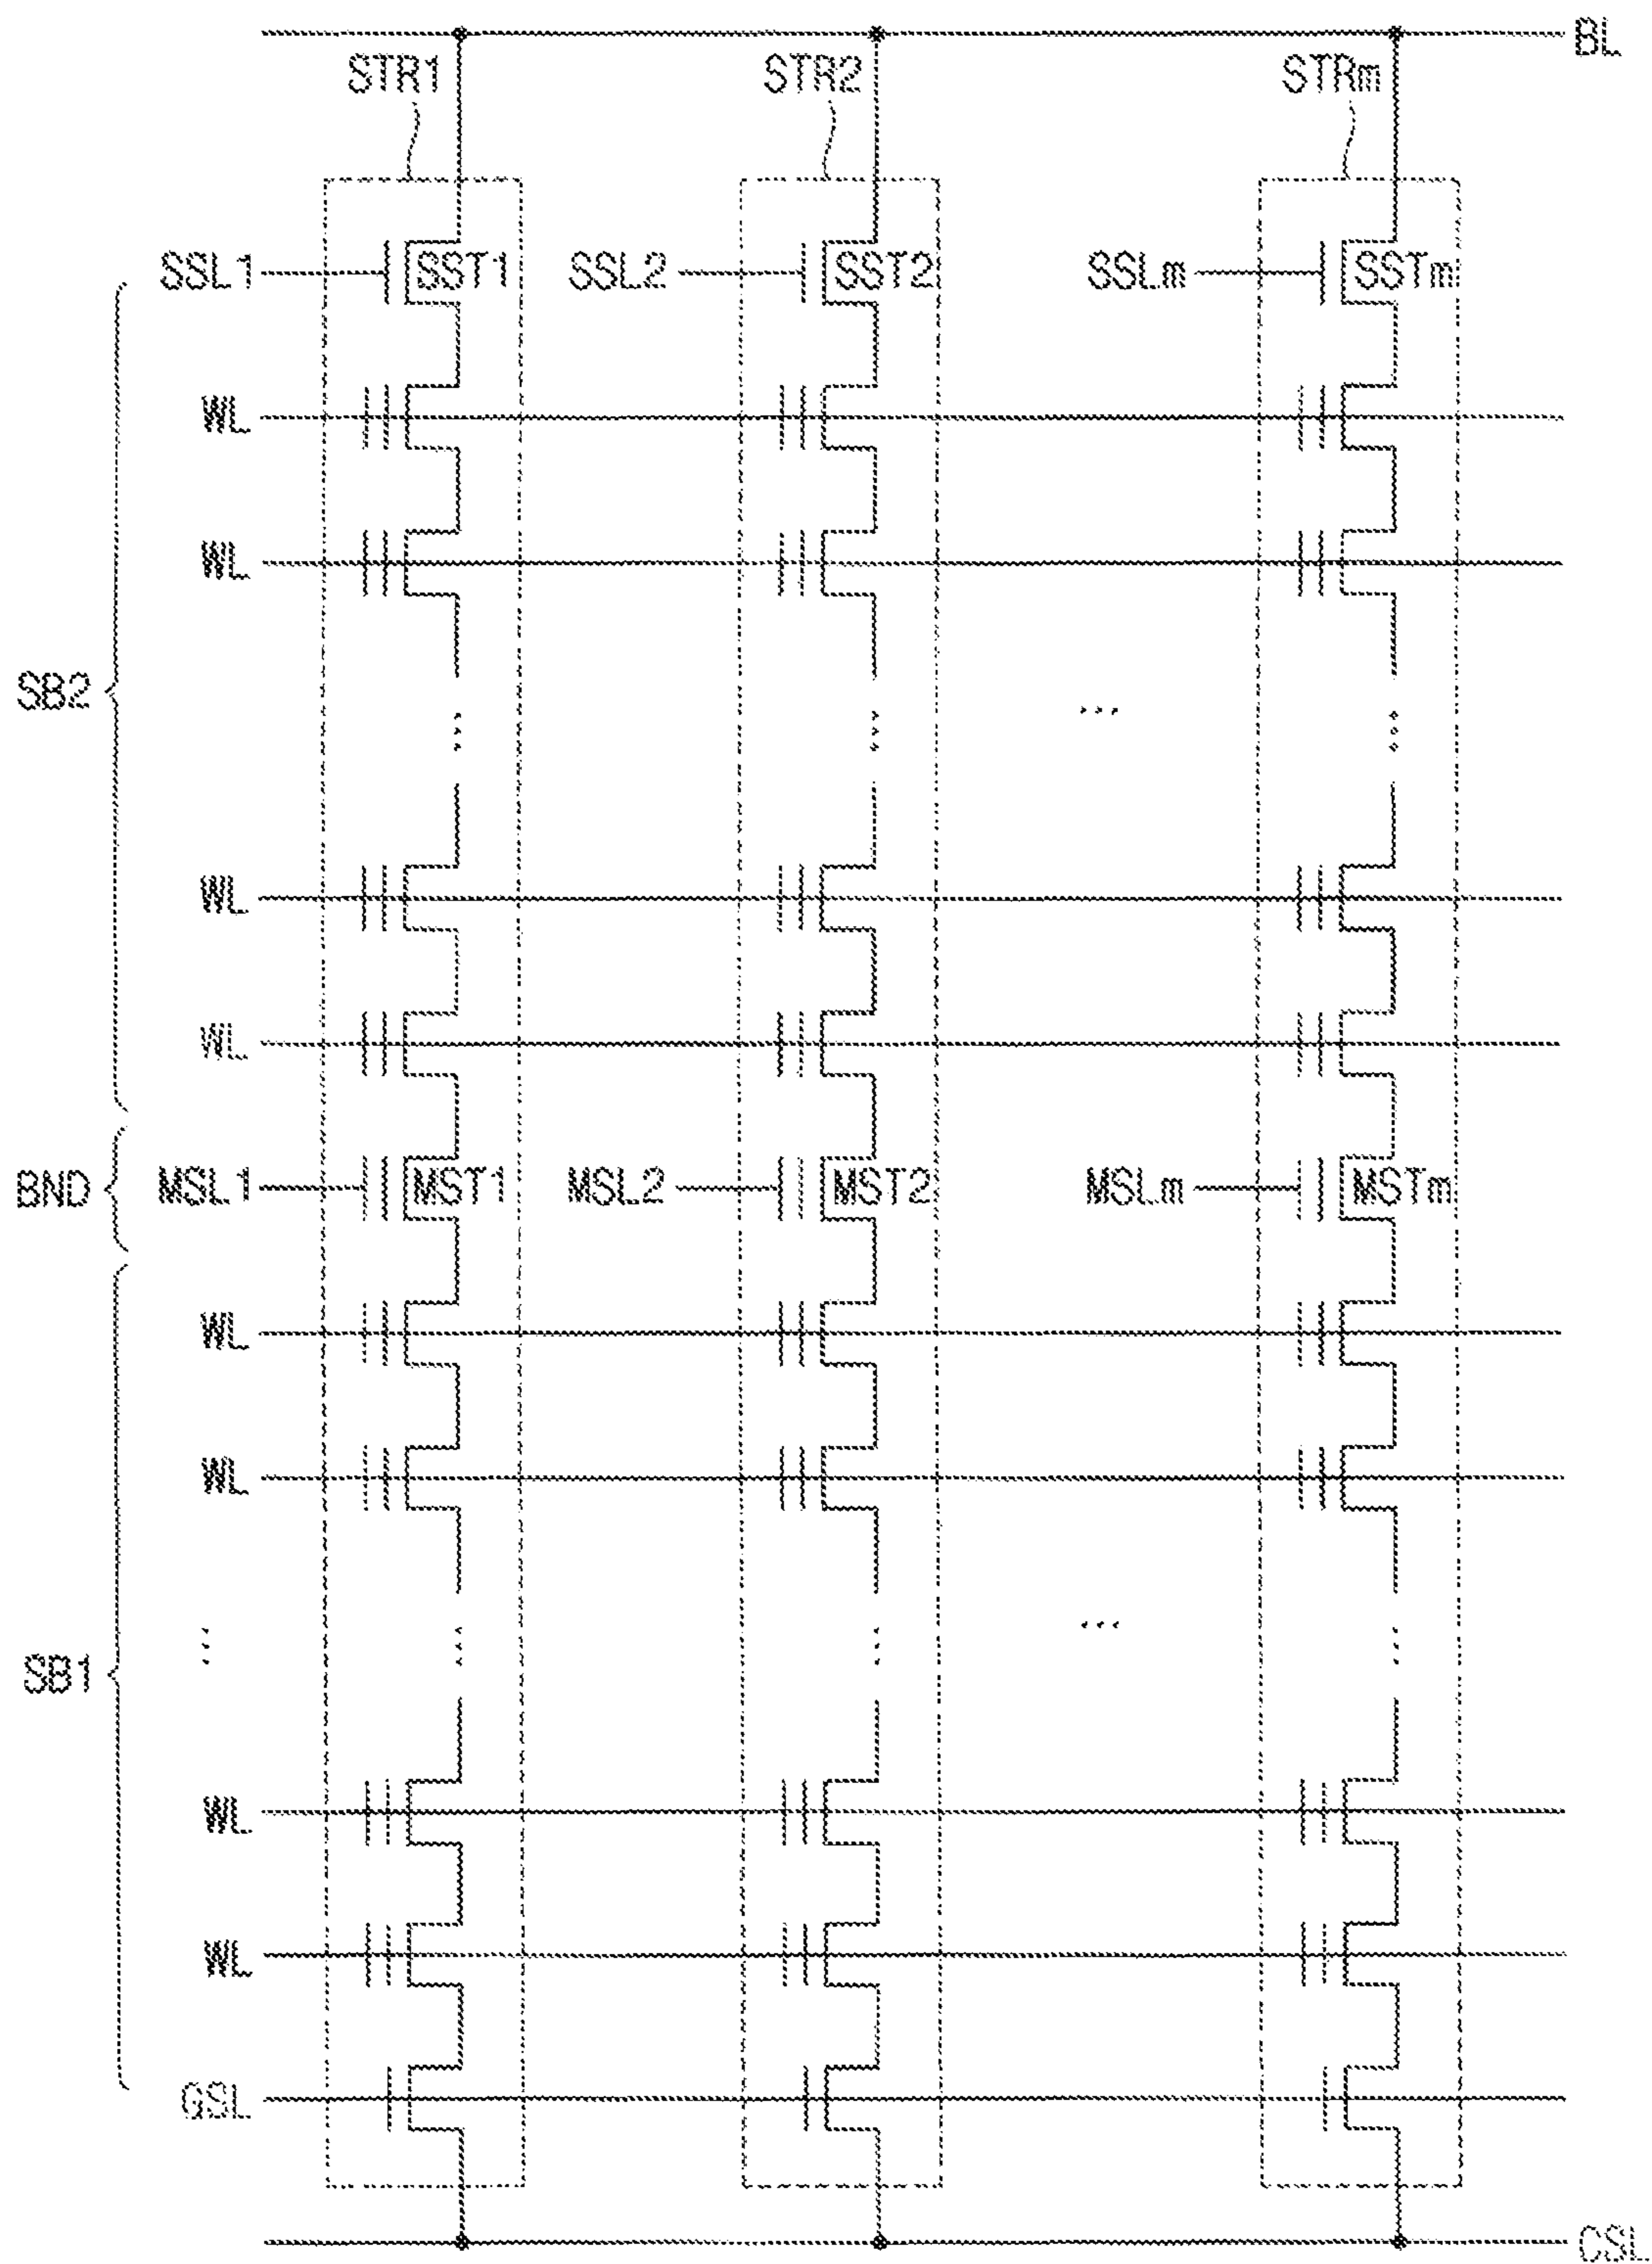 BL
STR1 STR2 STRm
SSL1 SST1 SSL2 SST2 SSLm SSTm
WL
WL
SB2
WL
WL
BND MSL1 MST1 MSL2 MST2 MSLm MSTm
WL
WL
SB1
WL
WL
GSL
CSL